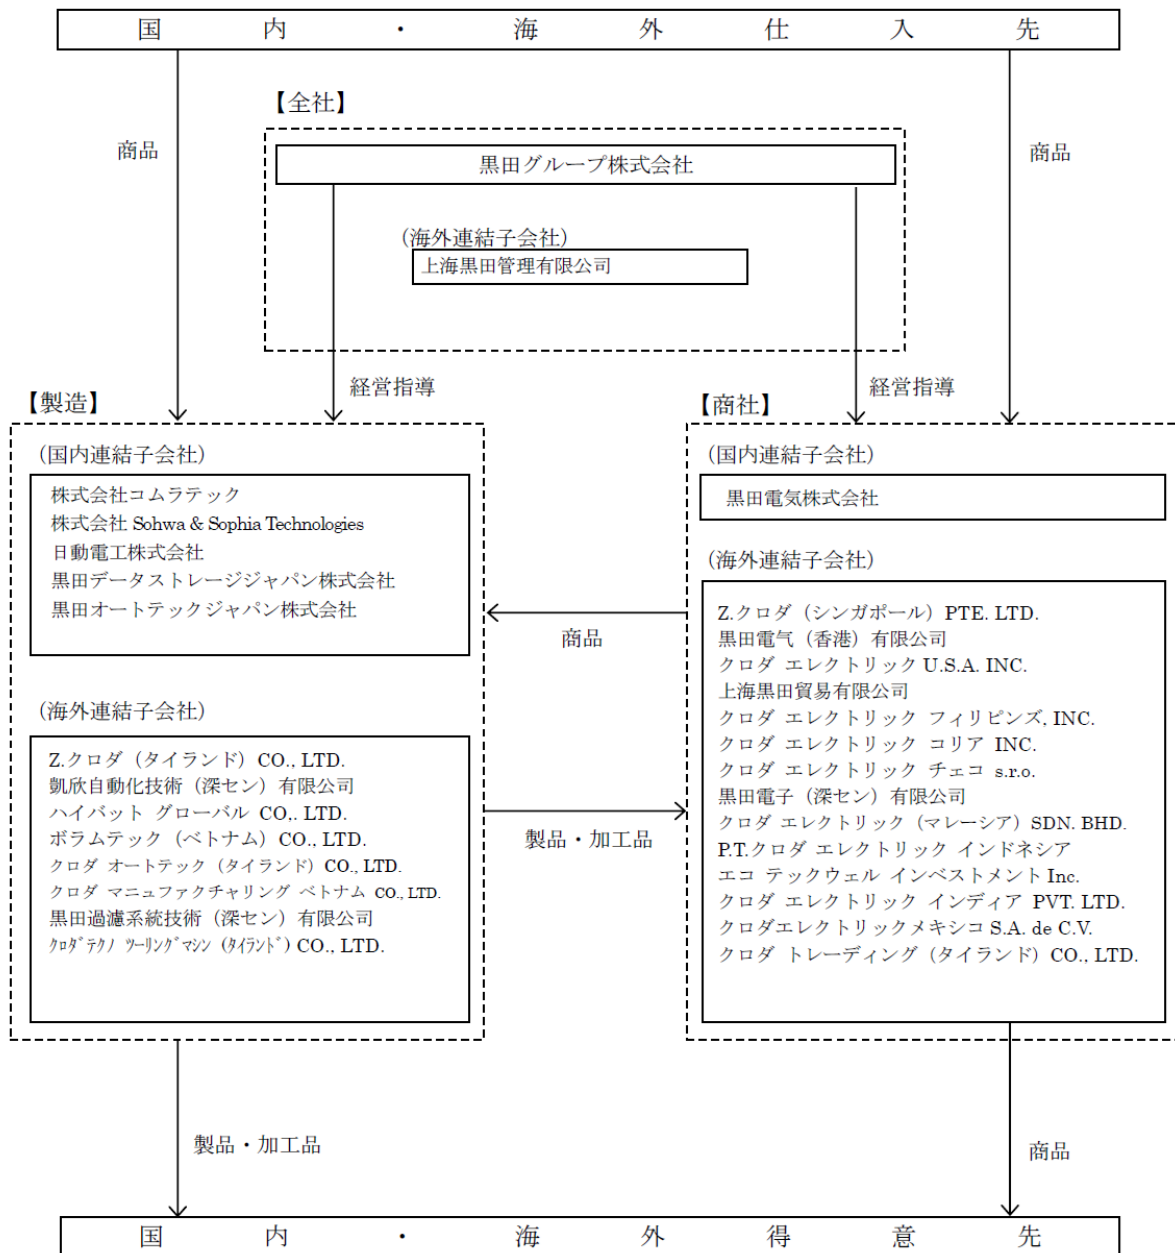 国内・海外仕入先
【全社】
商品
商品
黒田グループ株式会社
(海外連結子会社)
上海黒田管理有限公司
経営指導
経営指導
【製造】
(国内連結子会社)
株式会社コムラテック
株式会社 Sohwa & Sophia Technologies
日動電工株式会社
黒田データストレージジャパン株式会社
黒田オートテックジャパン株式会社
(海外連結子会社)
Z.クロダ（タイランド）CO., LTD.
凱欣自動化技術（深セン）有限公司
ハイバット グローバル CO,. LTD.
ボラムテック（ベトナム）CO., LTD.
クロダ オートテック（タイランド）CO., LTD.
クロダ マニュファクチャリング ベトナム CO., LTD.
黒田過濾系統技術（深セン）有限公司
ｸﾛﾀﾞﾃｸﾉ ﾂｰﾘﾝｸﾞﾏｼﾝ (ﾀｲﾗﾝﾄﾞ) CO., LTD.
商品
製品・加工品
【商社】
(国内連結子会社)
黒田電気株式会社
(海外連結子会社)
Z.クロダ（シンガポール）PTE. LTD.
黒田電気（香港）有限公司
クロダ エレクトリック U.S.A. INC.
上海黒田貿易有限公司
クロダ エレクトリック フィリピンズ, INC.
クロダ エレクトリック コリア INC.
クロダ エレクトリック チェコ s.r.o.
黒田電子（深セン）有限公司
クロダ エレクトリック（マレーシア）SDN. BHD.
P.T.クロダ エレクトリック インドネシア
エコ テックウェル インベストメント Inc.
クロダ エレクトリック インディア PVT. LTD.
クロダエレクトリックメキシコ S.A. de C.V.
クロダ トレーディング（タイランド）CO., LTD.
製品・加工品
商品
国内・海外得意先